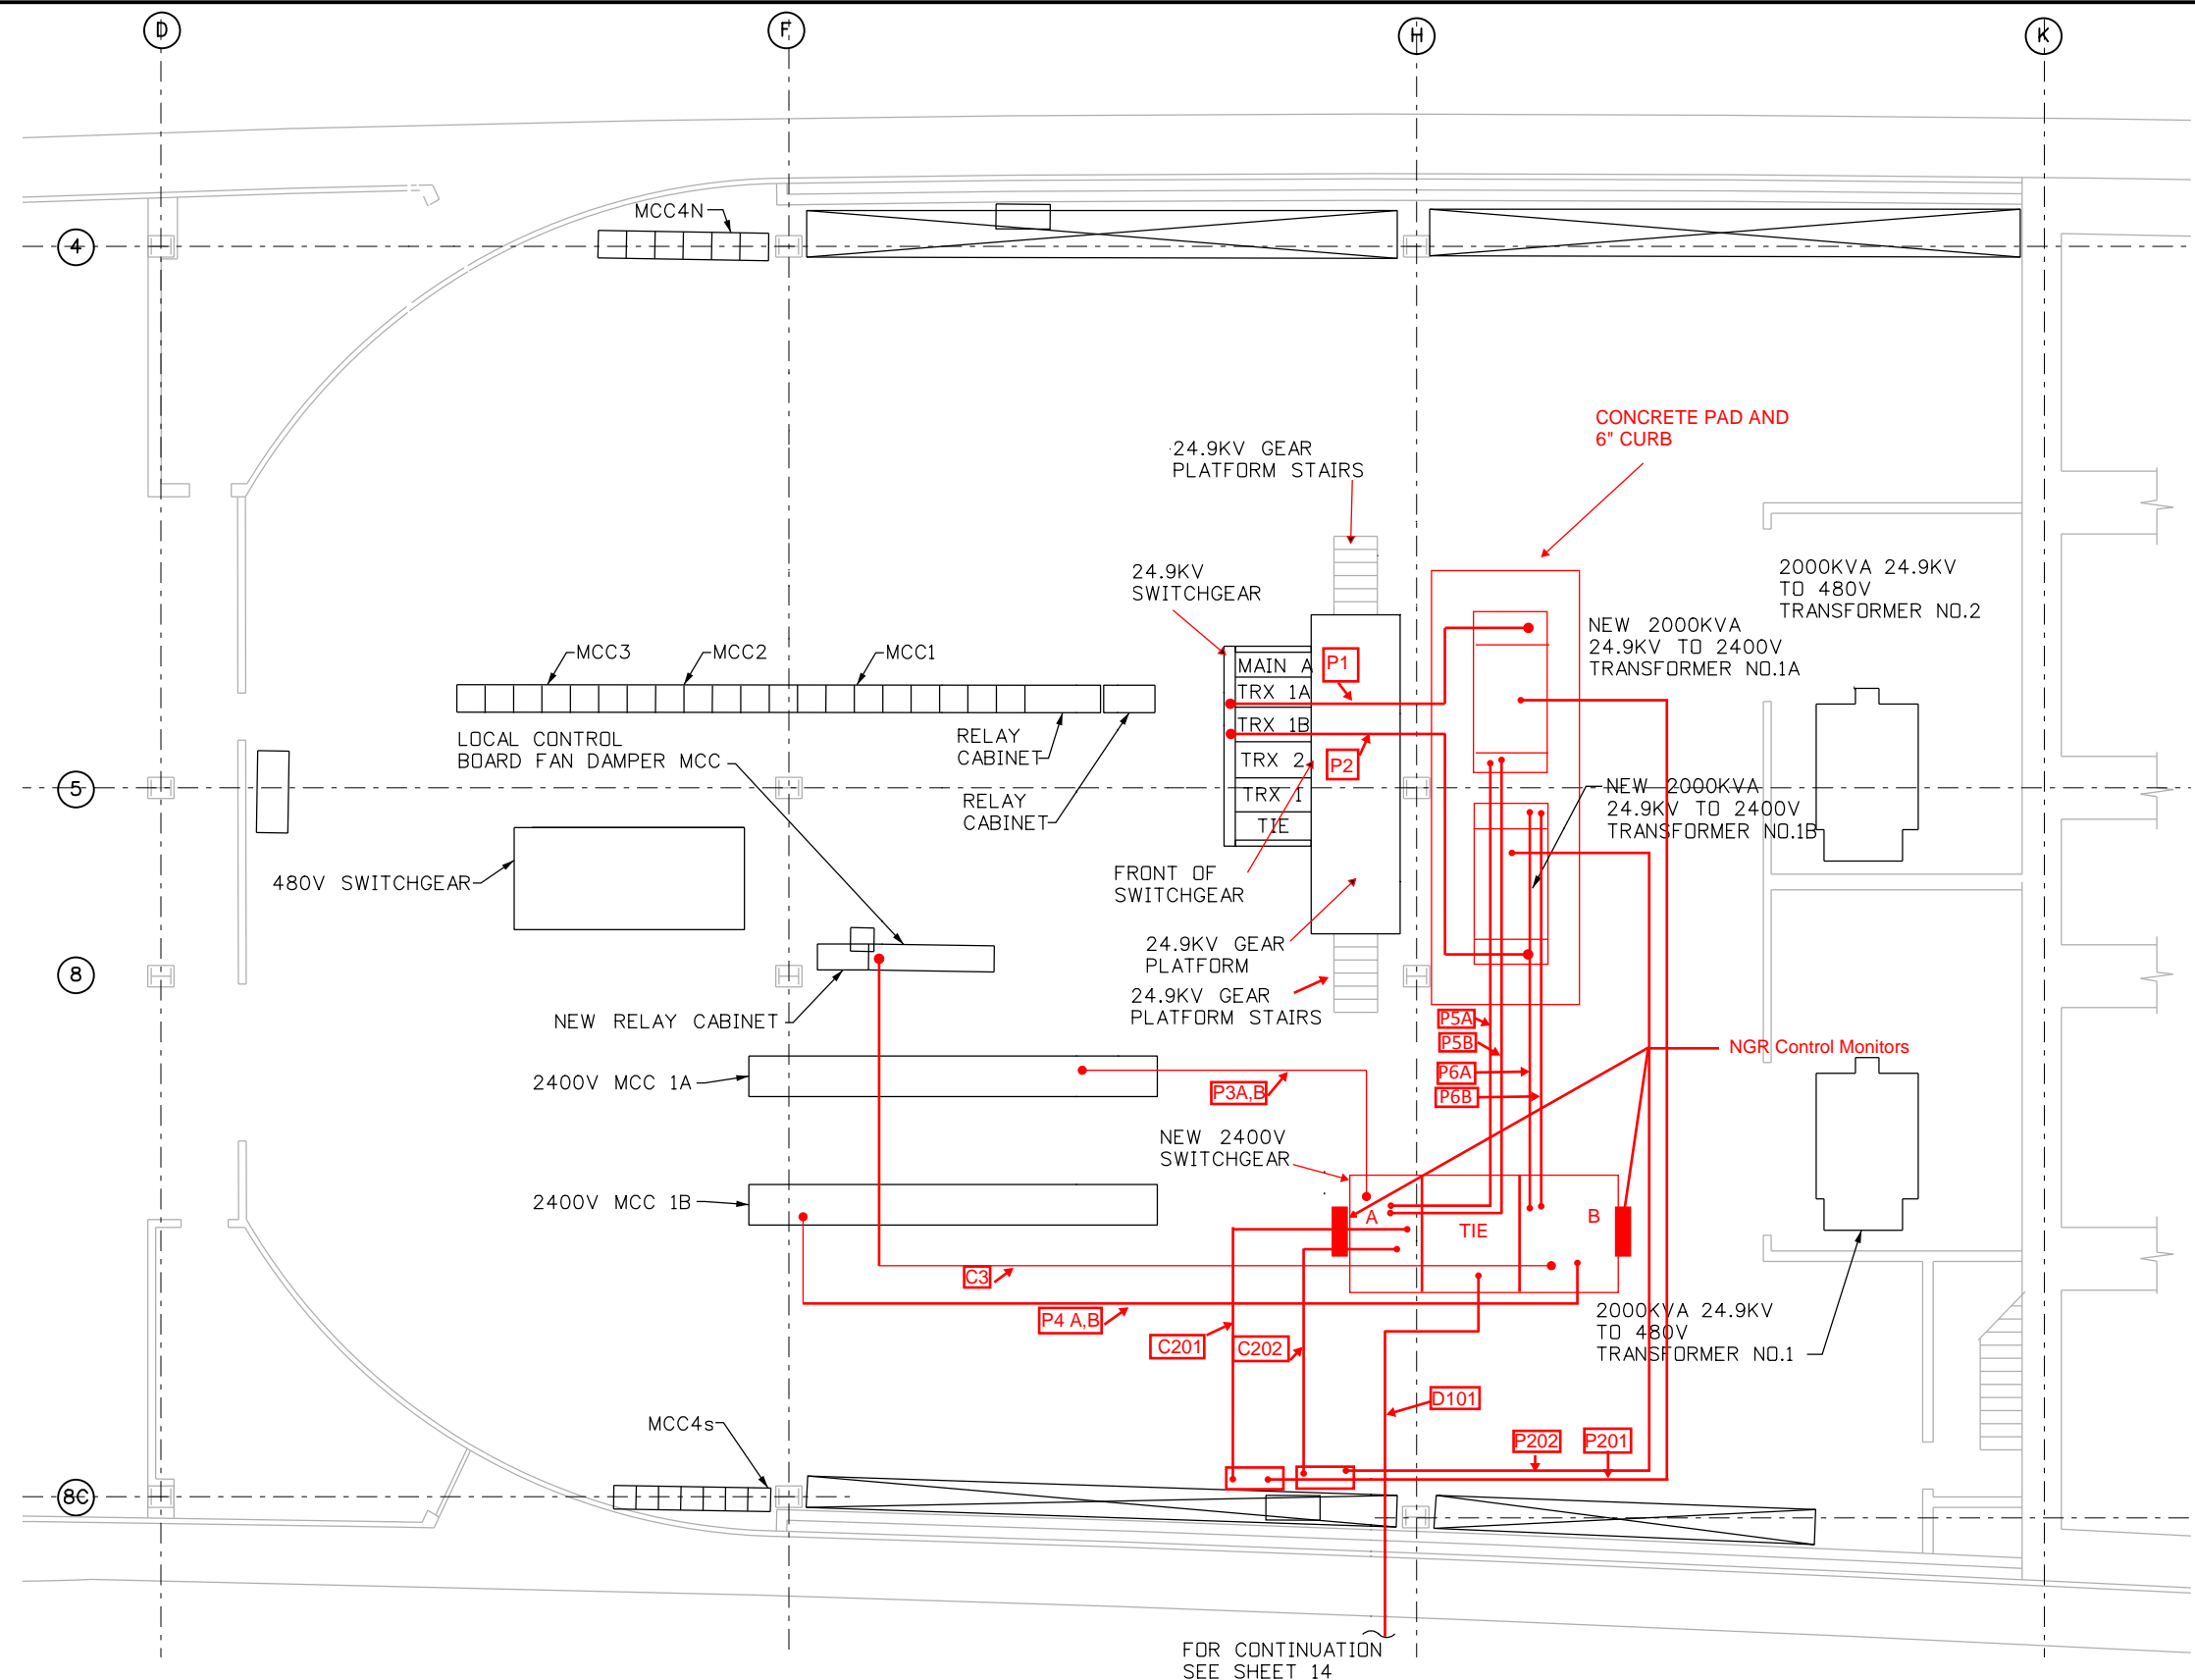 D
F
H
K
MCC4N
4
CONCRETE PAD AND
6" CURB
24.9KV GEAR
PLATFORM STAIRS
24.9KV
SWITCHGEAR
2000KVA 24.9KV
TO 480V
TRANSFORMER NO.2
NEW 2000KVA
24.9KV TO 2400V
TRANSFORMER NO.1A
MCC3
MCC2
MCC1
MAIN A
P1
TRX 1A
TRX 1B
TRX 2
TRX 1
TIE
P2
LOCAL CONTROL
BOARD FAN DAMPER MCC
RELAY
CABINET
RELAY
CABINET
5
NEW 2000KVA
24.9KV TO 2400V
TRANSFORMER NO.1B
480V SWITCHGEAR
FRONT OF
SWITCHGEAR
24.9KV GEAR
PLATFORM
8
24.9KV GEAR
PLATFORM STAIRS
NEW RELAY CABINET
P5A
P5B
P6A
P6B
NGR Control Monitors
2400V MCC 1A
P3A,B
NEW 2400V
SWITCHGEAR
2400V MCC 1B
A
TIE
B
C3
P4 A,B
C201
C202
2000KVA 24.9KV
TO 480V
TRANSFORMER NO.1
D101
MCC4s
P202
P201
8C
FOR CONTINUATION
SEE SHEET 14